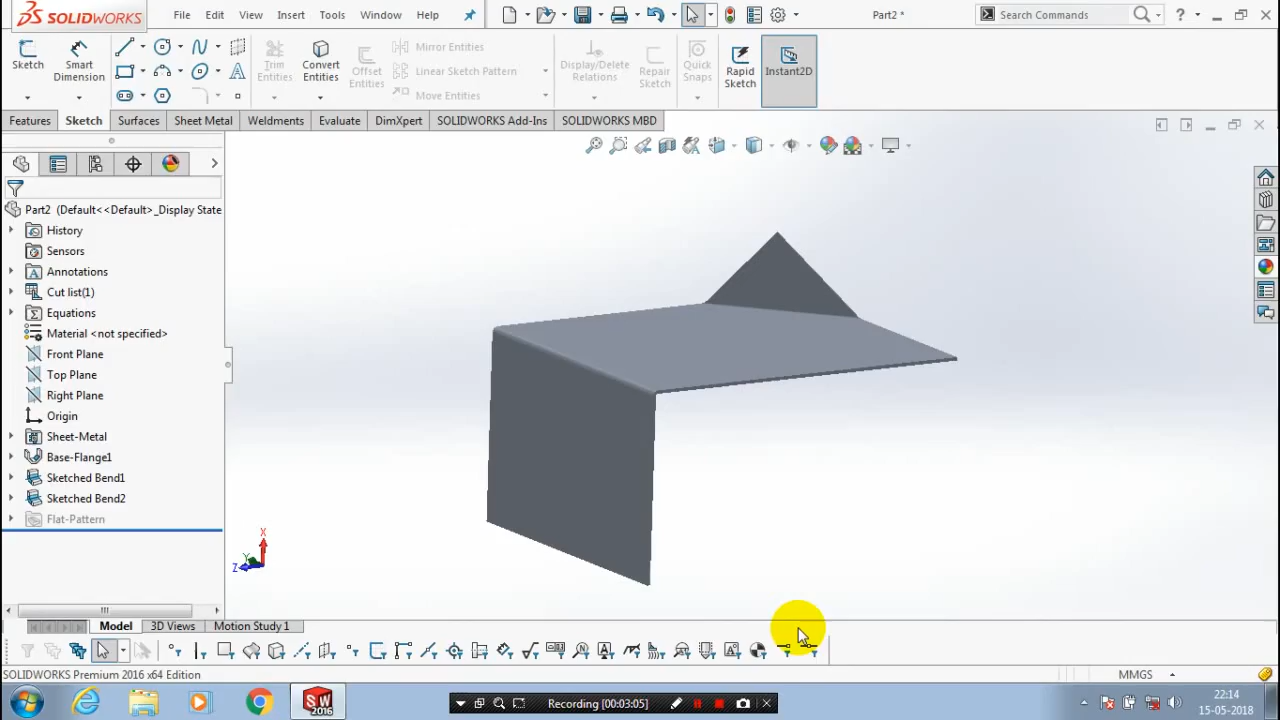 SOLIDWORKS File Edit View Insert Tools Window Help Part2 * Search Commands ?
Sketch Smart Dimension Trim Entities Convert Entities Offset Entities Mirror Entities Linear Sketch Pattern Move Entities Display/Delete Relations Repair Sketch Quick Snaps Rapid Sketch Instant2D
Features Sketch Surfaces Sheet Metal Weldments Evaluate DimXpert SOLIDWORKS Add-Ins SOLIDWORKS MBD
Part2 (Default<<Default>_Display State
History
Sensors
Annotations
Cut list(1)
Equations
Material <not specified>
Front Plane
Top Plane
Right Plane
Origin
Sheet-Metal
Base-Flange1
Sketched Bend1
Sketched Bend2
Flat-Pattern
X
Y
Z
Model 3D Views Motion Study 1
SOLIDWORKS Premium 2016 x64 Edition MMGS
SW 2016 Recording [00:03:05] 22:14
15-05-2018